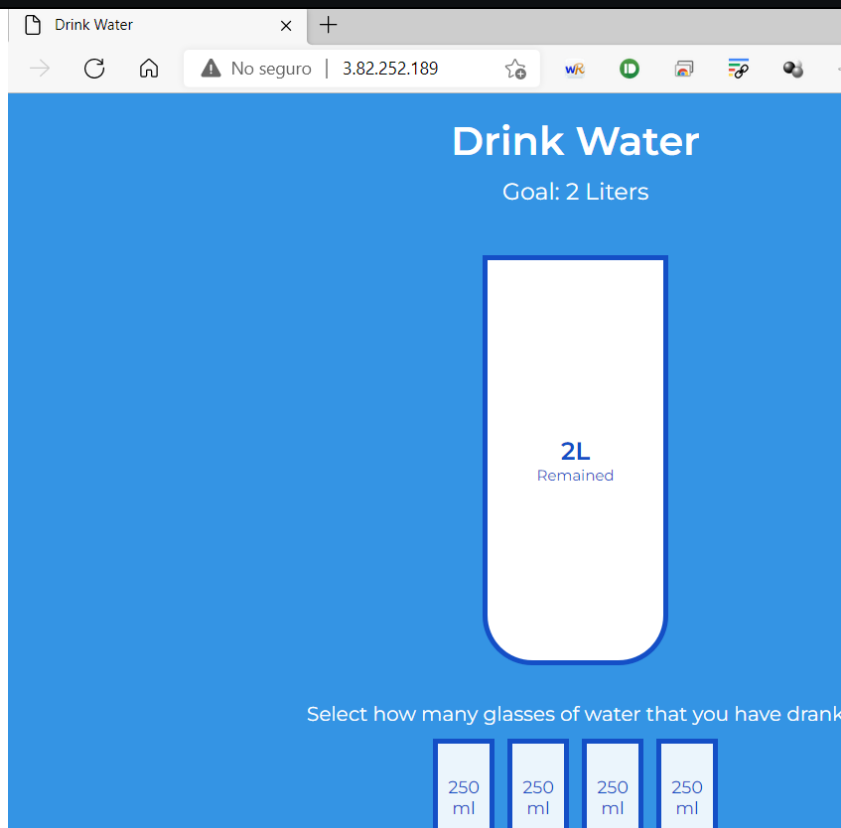 Drink Water
No seguro | 3.82.252.189
WR
Drink Water
Goal: 2 Liters
2L
Remained
Select how many glasses of water that you have drank
250 250 250 250
ml ml ml ml